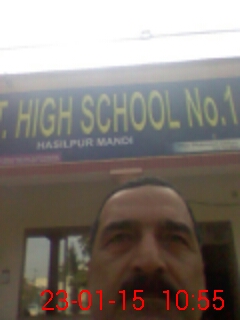 T. HIGH SCHOOL No.1
HASILPUR MANDI
23-01-15 10:55